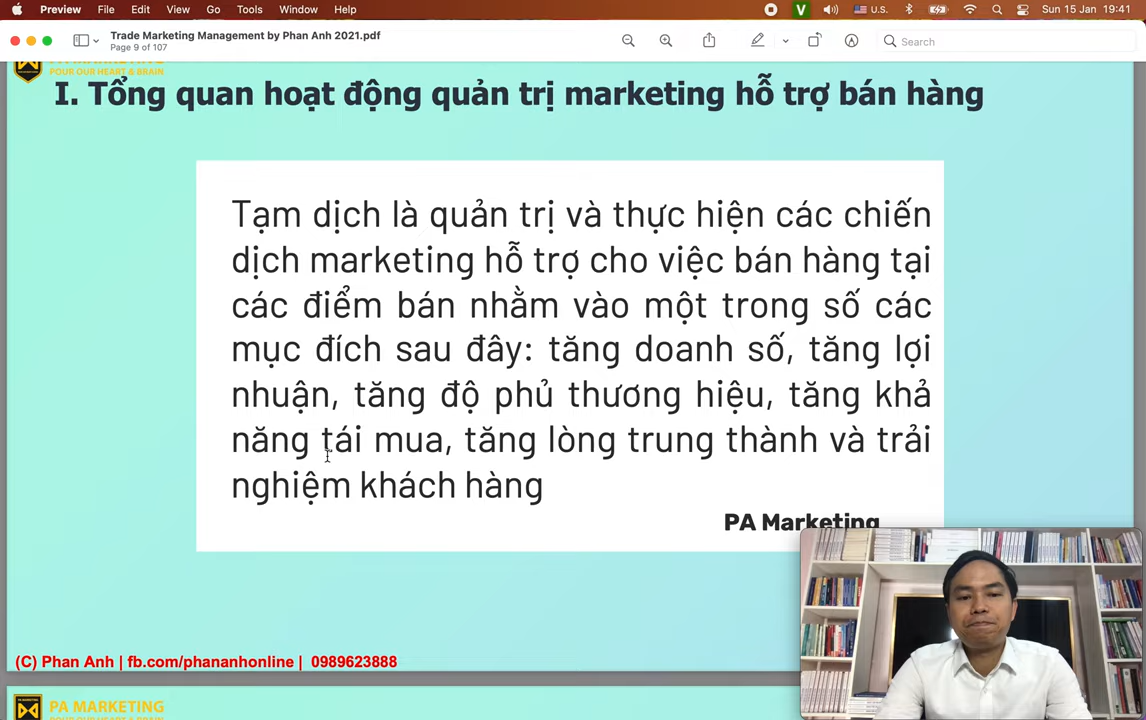 Preview File Edit View Go Tools Window Help V U.S. Sun 15 Jan 19:41
Trade Marketing Management by Phan Anh 2021.pdf
Page 9 of 107
Search
POUR OUR HEART & BRAIN
I. Tổng quan hoạt động quản trị marketing hỗ trợ bán hàng
Tạm dịch là quản trị và thực hiện các chiến
dịch marketing hỗ trợ cho việc bán hàng tại
các điểm bán nhằm vào một trong số các
mục đích sau đây: tăng doanh số, tăng lợi
nhuận, tăng độ phủ thương hiệu, tăng khả
năng tái mua, tăng lòng trung thành và trải
nghiệm khách hàng
PA Marketing
(C) Phan Anh | fb.com/phananhonline | 0989623888
PA MARKETING